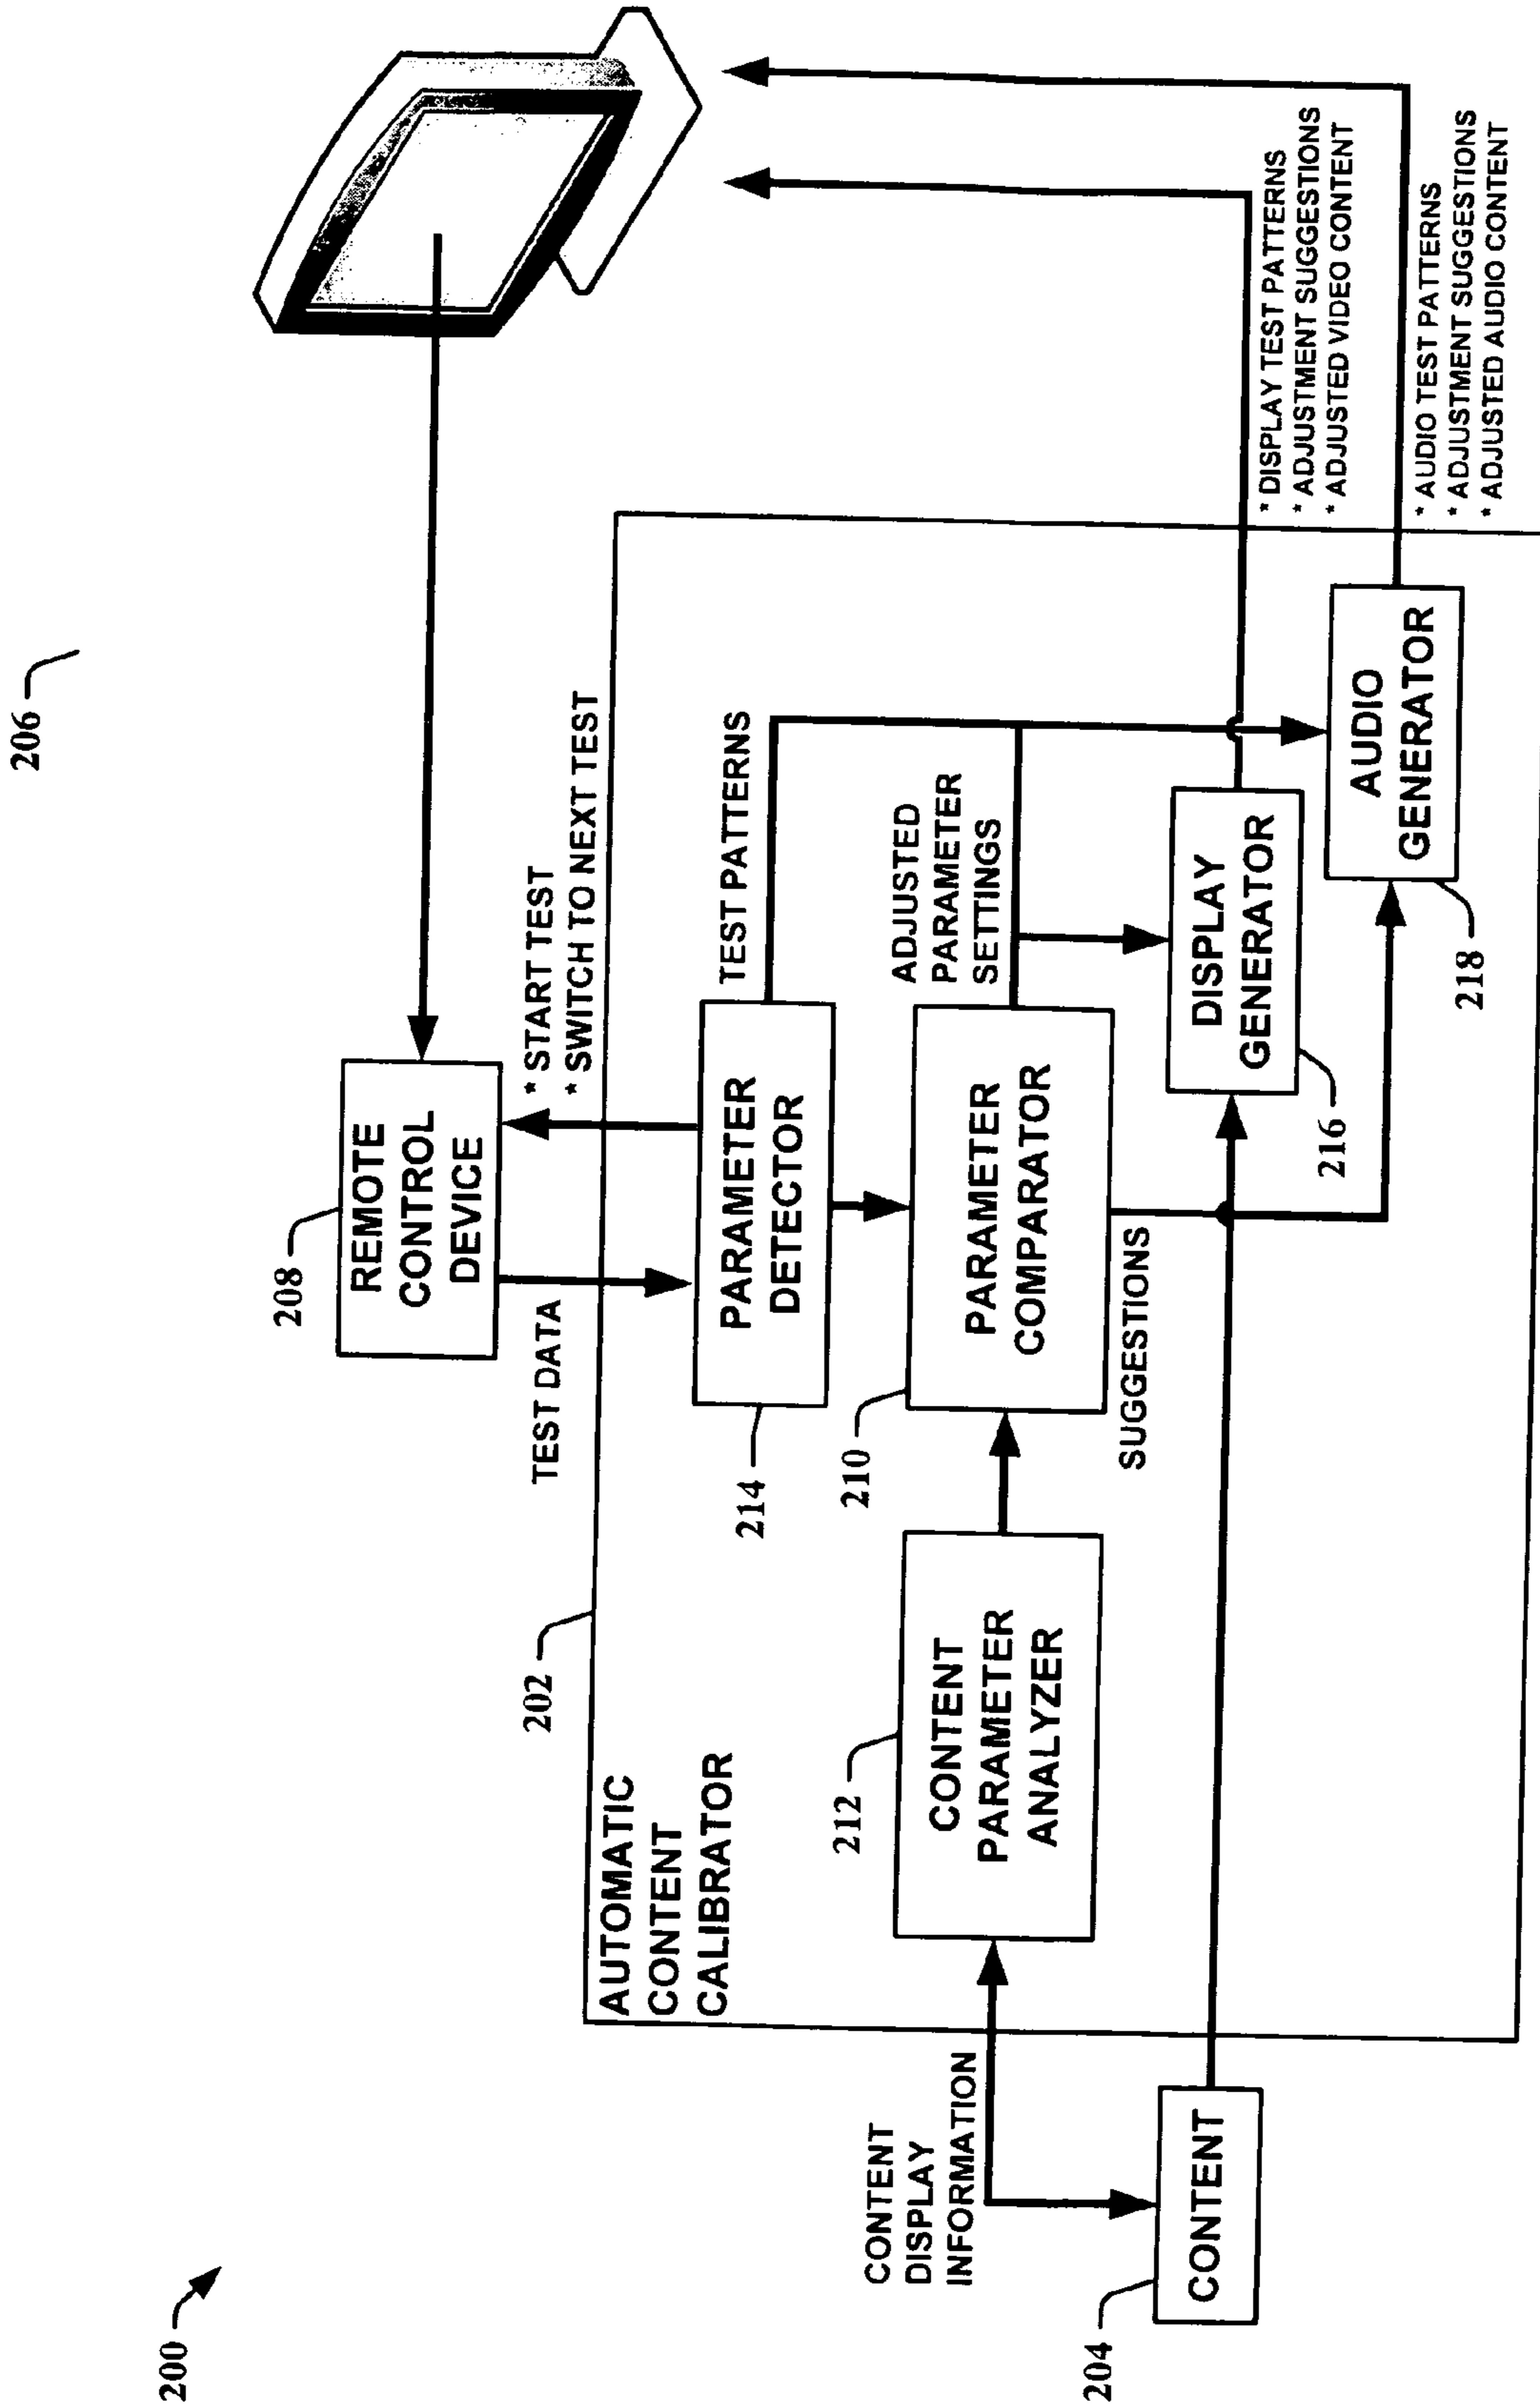 200
206
208
REMOTE
CONTROL
DEVICE
TEST DATA
* START TEST
* SWITCH TO NEXT TEST
202
AUTOMATIC
CONTENT
CALIBRATOR
214
PARAMETER
DETECTOR
TEST PATTERNS
CONTENT
DISPLAY
INFORMATION
212
CONTENT
PARAMETER
ANALYZER
210
PARAMETER
COMPARATOR
ADJUSTED
PARAMETER
SETTINGS
SUGGESTIONS
204
CONTENT
216
DISPLAY
GENERATOR
* DISPLAY TEST PATTERNS
* ADJUSTMENT SUGGESTIONS
* ADJUSTED VIDEO CONTENT
218
AUDIO
GENERATOR
* AUDIO TEST PATTERNS
* ADJUSTMENT SUGGESTIONS
* ADJUSTED AUDIO CONTENT